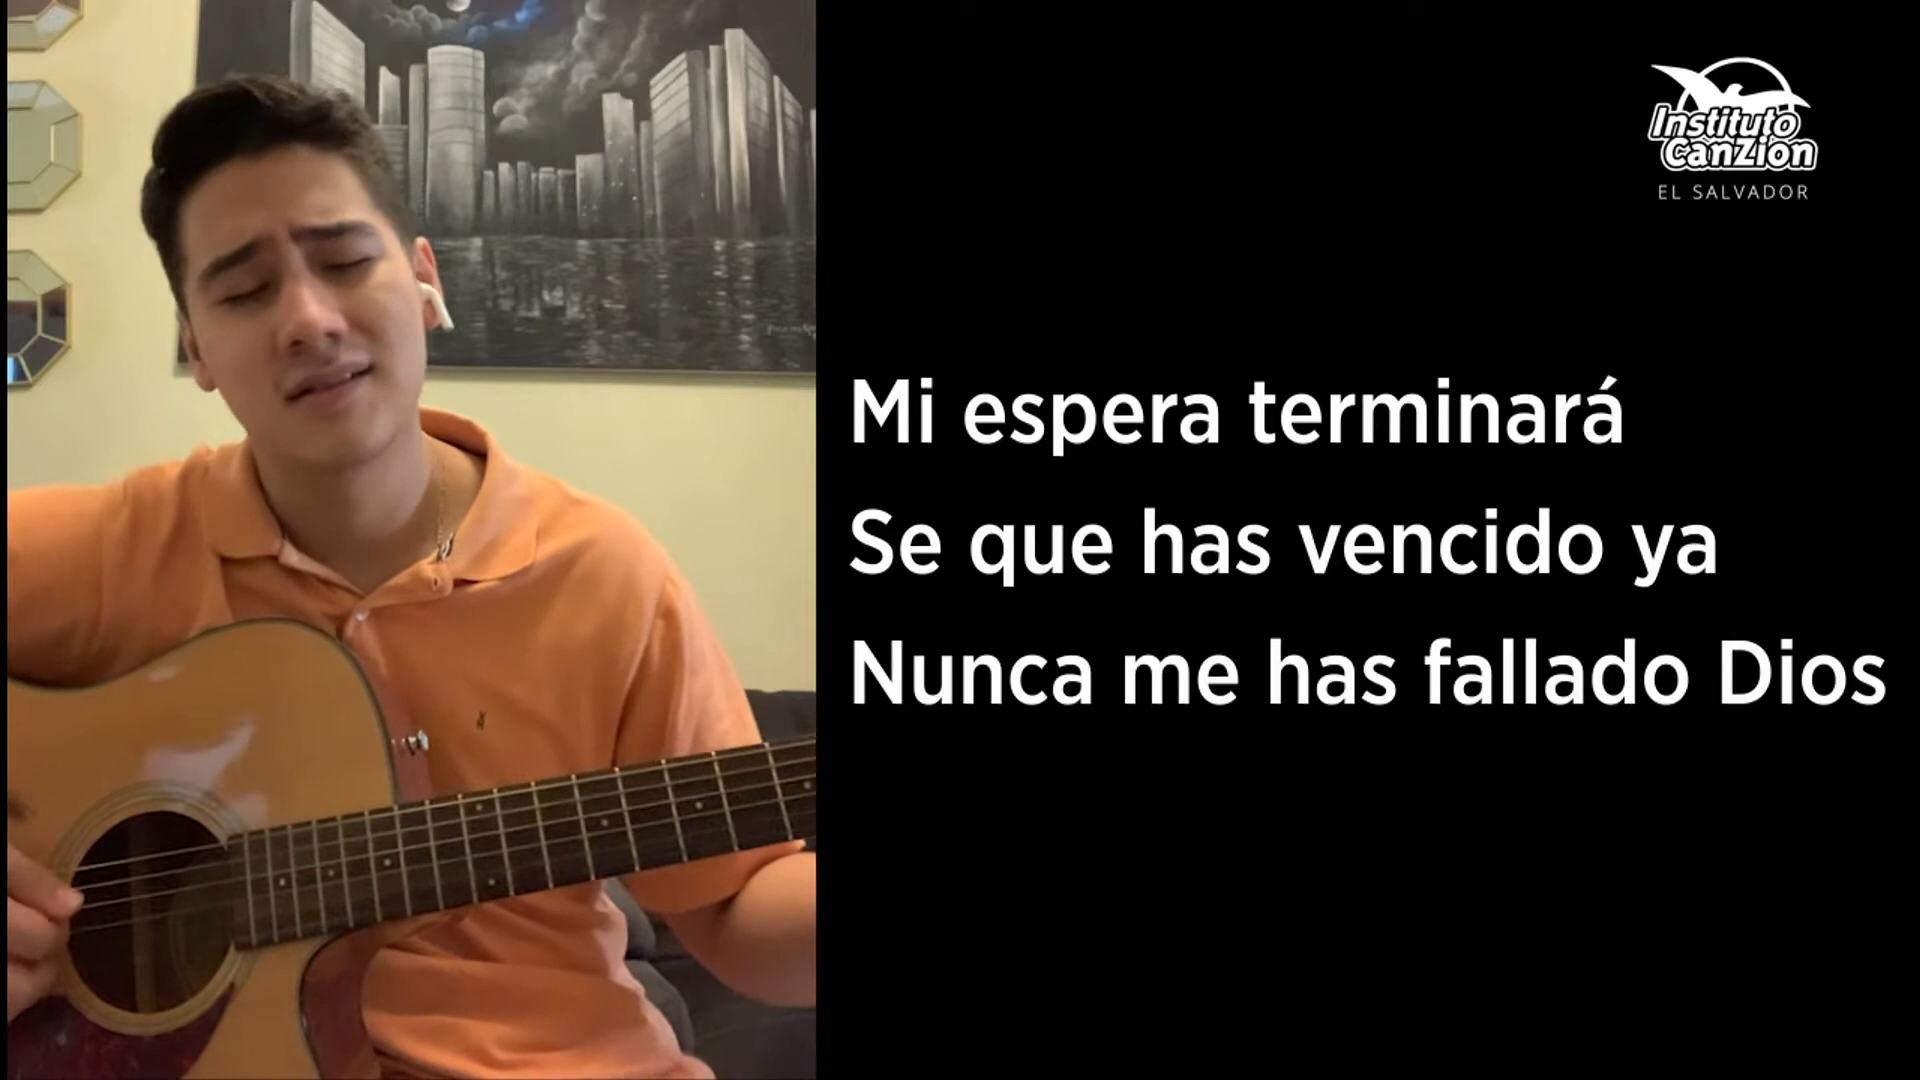 Instituto
CanZion
EL SALVADOR
Mi espera terminará
Se que has vencido ya
Nunca me has fallado Dios